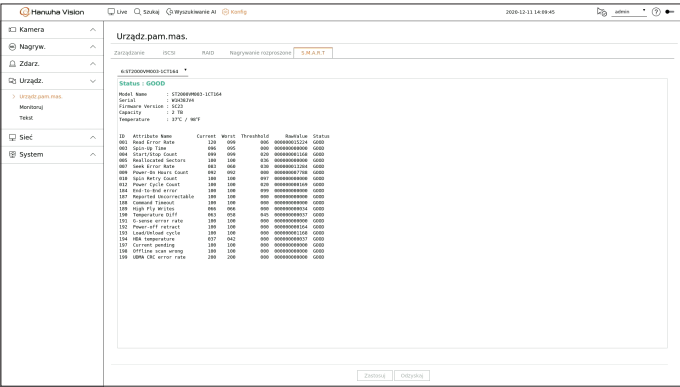 Hanwha Vision
Live Szukaj Wyszukiwanie AI Konfig
2020-12-11 14:09:45 admin
Kamera
Nagryw.
Zdarz.
Urządz.
Urządz.pam.mas.
Monitoruj
Tekst
Sieć
System
Urządz.pam.mas.
Zarządzanie iSCSI RAID Nagrywanie rozproszone S.M.A.R.T
6:ST2000VM003-1CT164
Status : GOOD
Model Name : ST2000VM003-1CT164
Serial : W1H38JV4
Firmware Version : SC23
Capacity : 2 TB
Temperature : 37℃ / 98℉
ID Attribute Name Current Worst Threshhold RawValue Status
001 Read Error Rate 120 099 006 000000015224 GOOD
003 Spin-Up Time 096 095 000 000000000000 GOOD
004 Start/Stop Count 099 099 020 000000001168 GOOD
005 Reallocated Sectors 100 100 036 000000000000 GOOD
007 Seek Error Rate 083 060 030 000000013284 GOOD
009 Power-On Hours Count 092 092 000 000000007788 GOOD
010 Spin Retry Count 100 100 097 000000000000 GOOD
012 Power Cycle Count 100 100 020 000000000169 GOOD
184 End-to-End error 100 100 099 000000000000 GOOD
187 Reported Uncorrectable 100 100 000 000000000000 GOOD
188 Command Timeout 100 100 000 000000000000 GOOD
189 High Fly Writes 066 066 000 000000000034 GOOD
190 Temperature Diff 063 058 045 000000000037 GOOD
191 G-sense error rate 100 100 000 000000000000 GOOD
192 Power-off retract 100 100 000 000000000164 GOOD
193 Load/Unload cycle 100 100 000 000000001168 GOOD
194 HDA temperature 037 042 000 000000000037 GOOD
197 Current pending 100 100 000 000000000000 GOOD
198 Offline scan wrong 100 100 000 000000000000 GOOD
199 UDMA CRC error rate 200 200 000 000000000000 GOOD
Zastosuj Odzyskaj